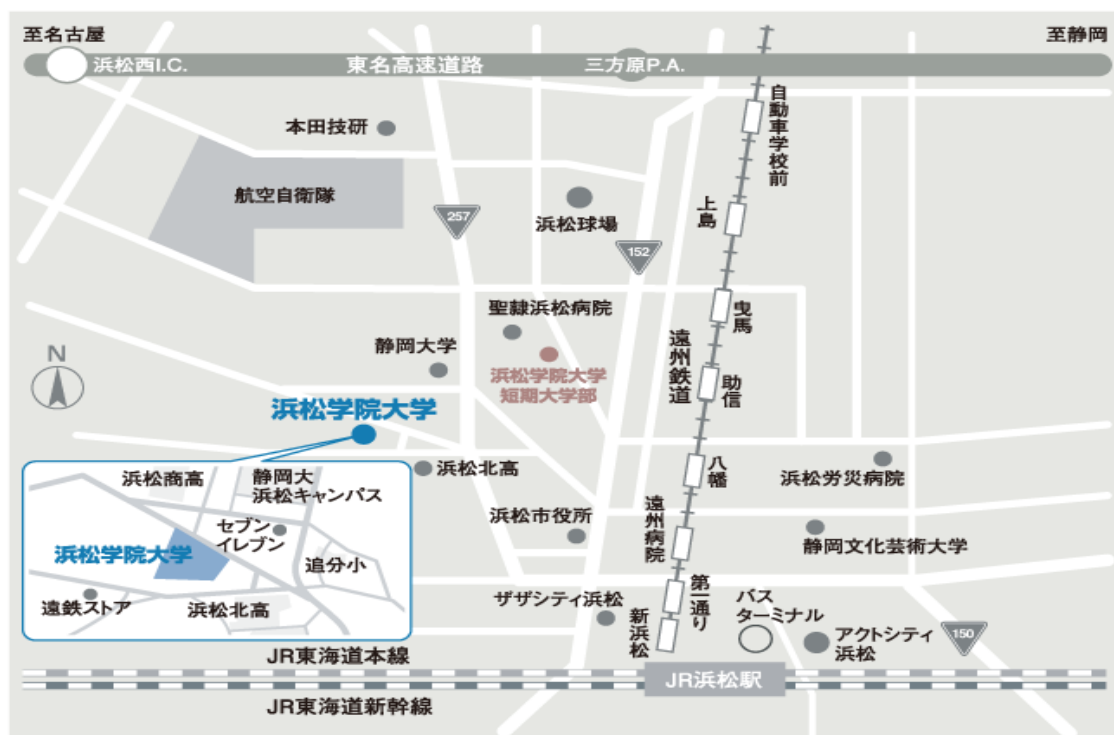 至名古屋
至静岡
浜松西I.C.
東名高速道路
三方原P.A.
自動車学校前
本田技研
航空自衛隊
上島
257
浜松球場
152
聖隷浜松病院
曳馬
静岡大学
遠州鉄道
N
浜松学院大学
短期大学部
助信
浜松学院大学
浜松北高
八幡
浜松労災病院
浜松商高
静岡大
浜松キャンパス
浜松市役所
遠州病院
セブン
イレブン
静岡文化芸術大学
浜松学院大学
追分小
遠鉄ストア
浜松北高
ザザシティ浜松
第一通り
バス
ターミナル
新浜松
アクトシティ
浜松
150
JR東海道本線
JR浜松駅
JR東海道新幹線